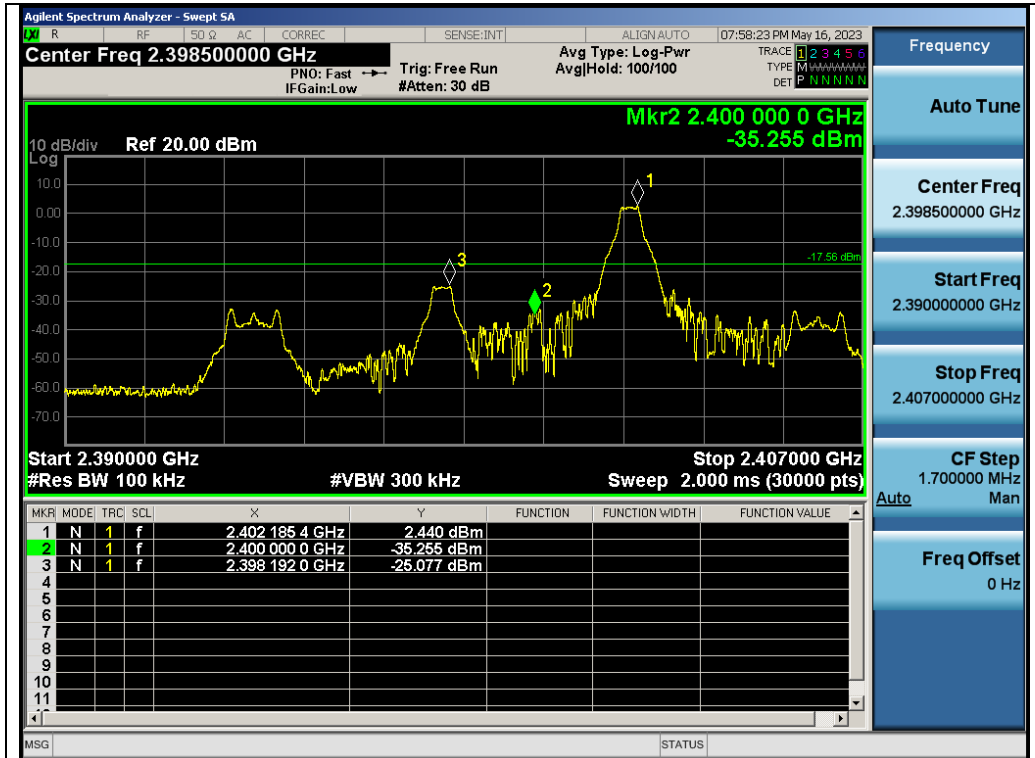 Agilent Spectrum Analyzer - Swept SA
LXI R RF 50 Ω AC CORREC SENSE:INT ALIGN AUTO 07:58:23 PM May 16, 2023
Center Freq 2.398500000 GHz
PNO: Fast
IFGain:Low
Trig: Free Run
#Atten: 30 dB
Avg Type: Log-Pwr
Avg|Hold: 100/100
TRACE 1 2 3 4 5 6
TYPE M WWWWW
DET P N N N N N
Mkr2 2.400 000 0 GHz
-35.255 dBm
10 dB/div Ref 20.00 dBm
Log
10.0
0.00
-10.0
-20.0
-30.0
-40.0
-50.0
-60.0
-70.0
1
2
3
-17.56 dBm
Start 2.390000 GHz Stop 2.407000 GHz
#Res BW 100 kHz #VBW 300 kHz Sweep 2.000 ms (30000 pts)
MKR MODE TRC SCL X Y FUNCTION FUNCTION WIDTH FUNCTION VALUE
1 N 1 f 2.402 185 4 GHz 2.440 dBm
2 N 1 f 2.400 000 0 GHz -35.255 dBm
3 N 1 f 2.398 192 0 GHz -25.077 dBm
4
5
6
7
8
9
10
11
MSG STATUS
Frequency
Auto Tune
Center Freq
2.398500000 GHz
Start Freq
2.390000000 GHz
Stop Freq
2.407000000 GHz
CF Step
1.700000 MHz
Auto Man
Freq Offset
0 Hz